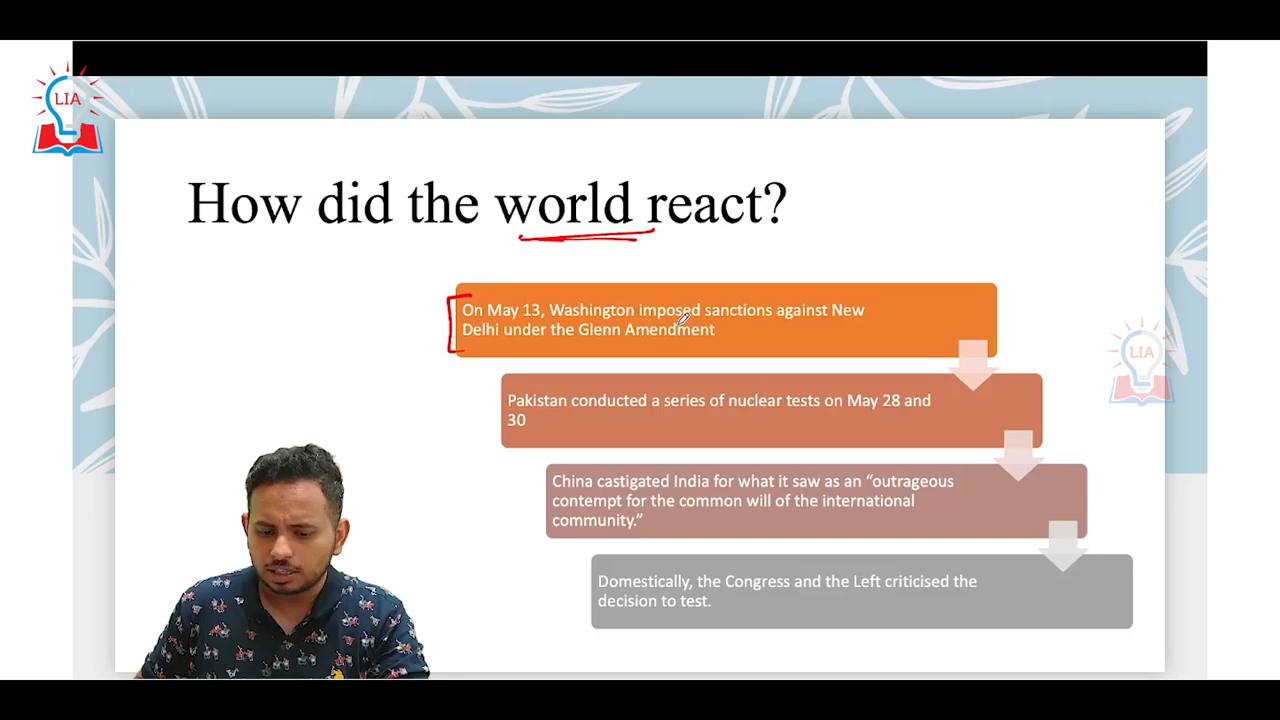 LIA
How did the world react?
On May 13, Washington imposed sanctions against New
Delhi under the Glenn Amendment
LIA
Pakistan conducted a series of nuclear tests on May 28 and
30
China castigated India for what it saw as an “outrageous
contempt for the common will of the international
community.”
Domestically, the Congress and the Left criticised the
decision to test.